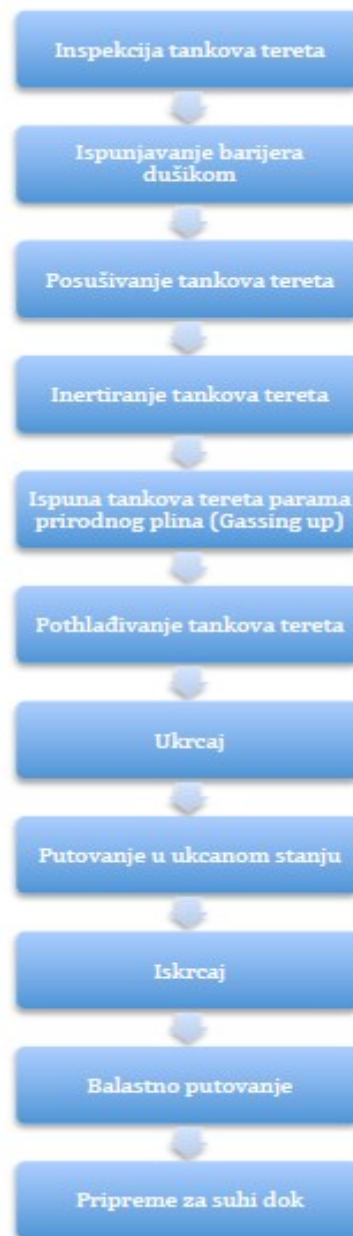 Inspekcija tankova tereta
Ispunjavanje barijera
dušikom
Posušivanje tankova tereta
Inertiranje tankova tereta
Ispuna tankova tereta parama
prirodnog plina (Gassing up)
Pothlađivanje tankova tereta
Ukrcaj
Putovanje u ukcanom stanju
Iskrcaj
Balastno putovanje
Pripreme za suhi dok